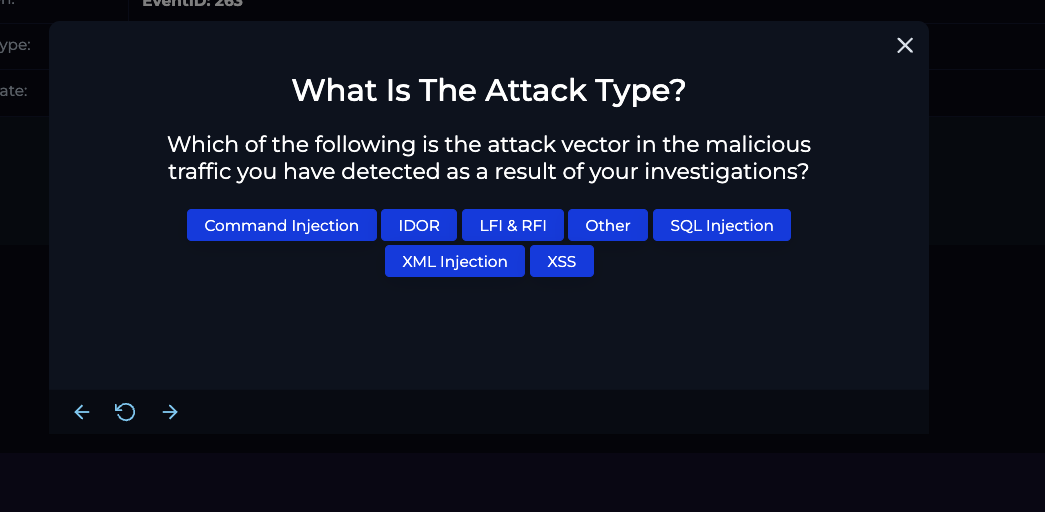 EventID: 263
ype:
ate:
What Is The Attack Type?
Which of the following is the attack vector in the malicious
traffic you have detected as a result of your investigations?
Command Injection IDOR LFI & RFI Other SQL Injection
XML Injection XSS